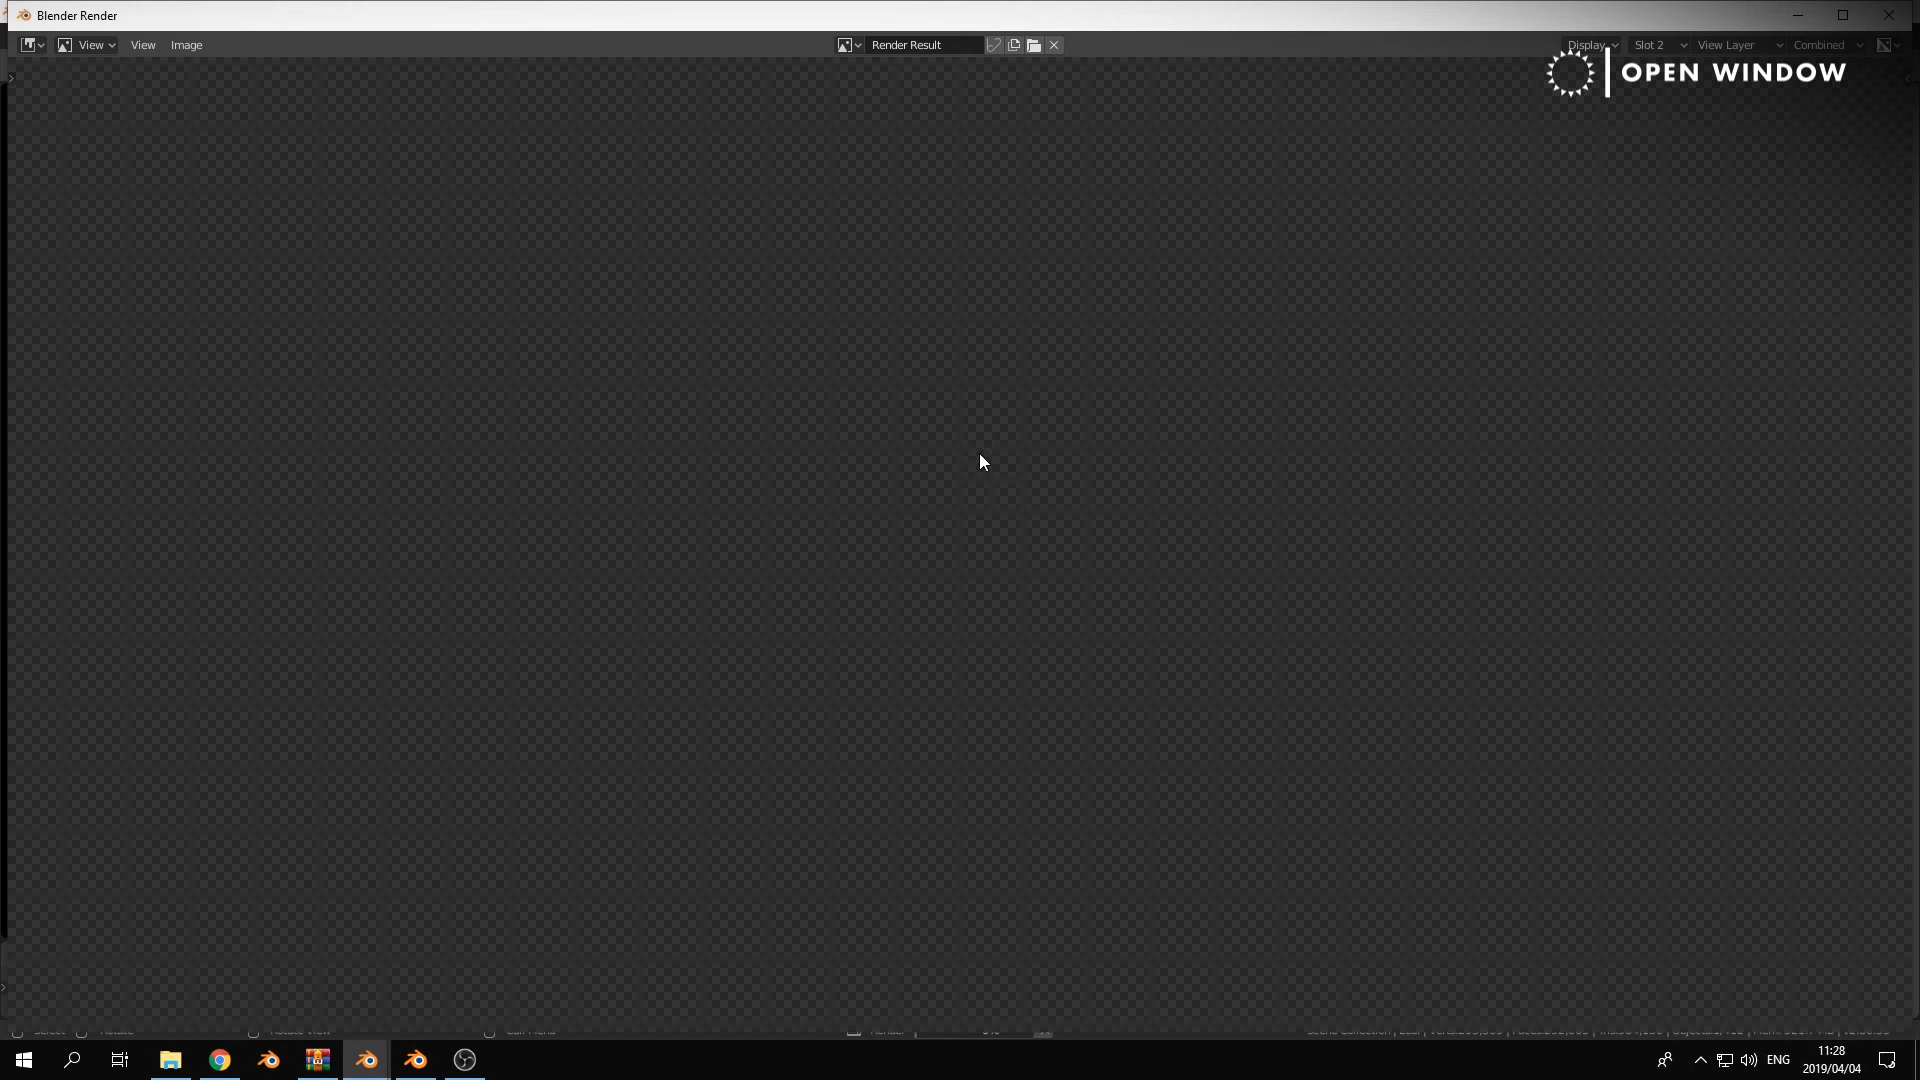 Blender Render
View View Image Render Result Display Slot 2 View Layer Combined
OPEN WINDOW
ENG
11:28
2019/04/04